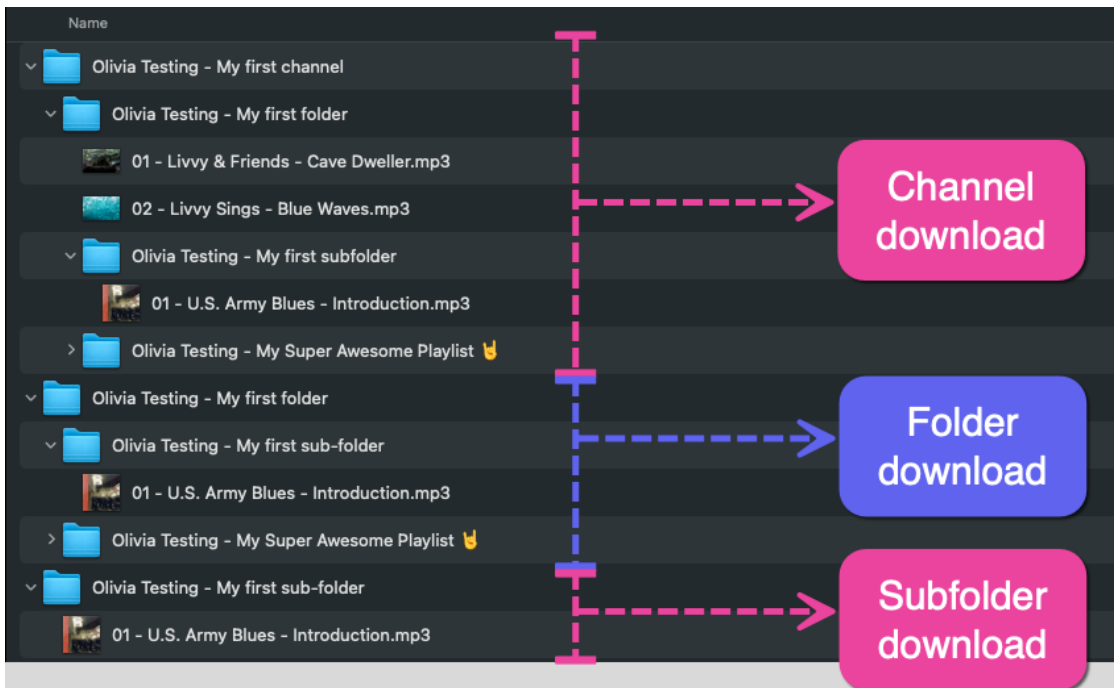 Name
Olivia Testing - My first channel
Olivia Testing - My first folder
01 - Livvy & Friends - Cave Dweller.mp3
02 - Livvy Sings - Blue Waves.mp3
Olivia Testing - My first subfolder
01 - U.S. Army Blues - Introduction.mp3
Olivia Testing - My Super Awesome Playlist 🤘
Channel
download
Olivia Testing - My first folder
Olivia Testing - My first sub-folder
01 - U.S. Army Blues - Introduction.mp3
Olivia Testing - My Super Awesome Playlist 🤘
Folder
download
Olivia Testing - My first sub-folder
01 - U.S. Army Blues - Introduction.mp3
Subfolder
download